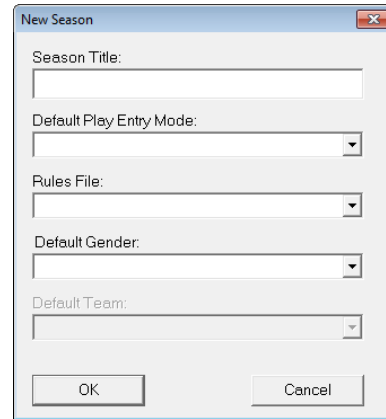 New Season
Season Title:
Default Play Entry Mode:
Rules File:
Default Gender:
Default Team:
OK
Cancel